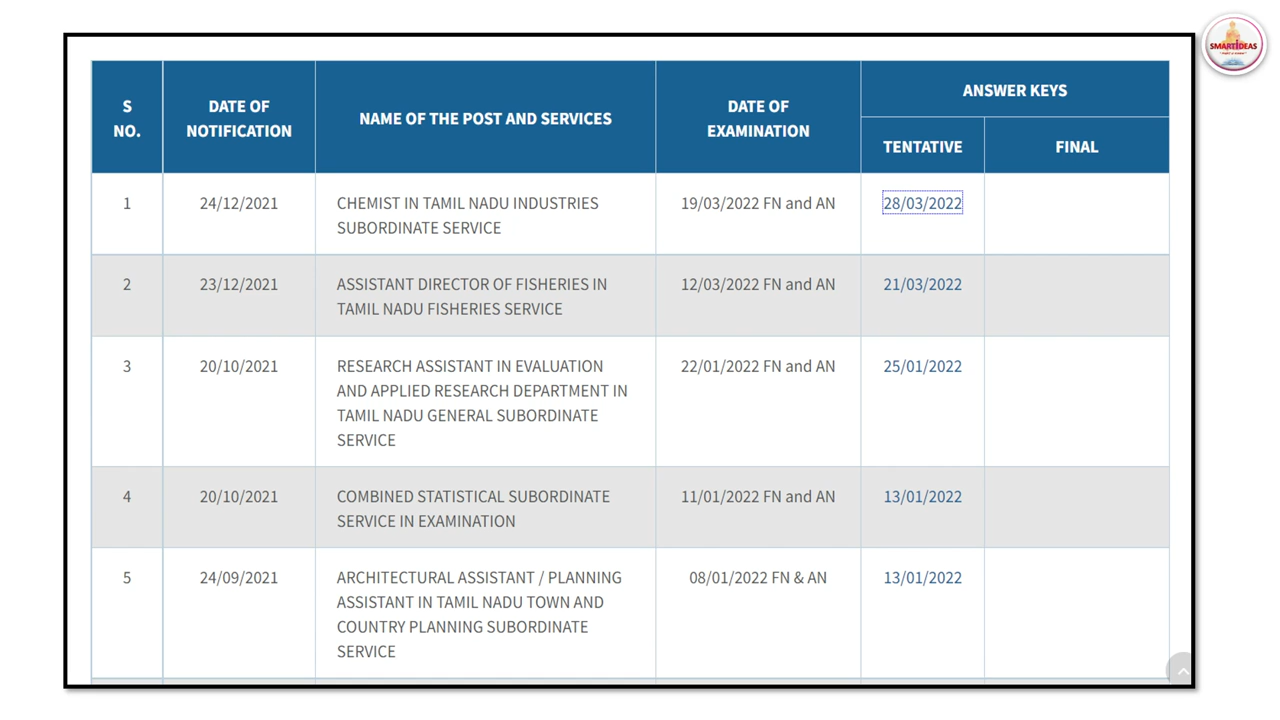 SMARTIDEAS
S
NO.
DATE OF
NOTIFICATION
NAME OF THE POST AND SERVICES
DATE OF
EXAMINATION
ANSWER KEYS
TENTATIVE
FINAL
1
24/12/2021
CHEMIST IN TAMIL NADU INDUSTRIES
SUBORDINATE SERVICE
19/03/2022 FN and AN
28/03/2022
2
23/12/2021
ASSISTANT DIRECTOR OF FISHERIES IN
TAMIL NADU FISHERIES SERVICE
12/03/2022 FN and AN
21/03/2022
3
20/10/2021
RESEARCH ASSISTANT IN EVALUATION
AND APPLIED RESEARCH DEPARTMENT IN
TAMIL NADU GENERAL SUBORDINATE
SERVICE
22/01/2022 FN and AN
25/01/2022
4
20/10/2021
COMBINED STATISTICAL SUBORDINATE
SERVICE IN EXAMINATION
11/01/2022 FN and AN
13/01/2022
5
24/09/2021
ARCHITECTURAL ASSISTANT / PLANNING
ASSISTANT IN TAMIL NADU TOWN AND
COUNTRY PLANNING SUBORDINATE
SERVICE
08/01/2022 FN & AN
13/01/2022